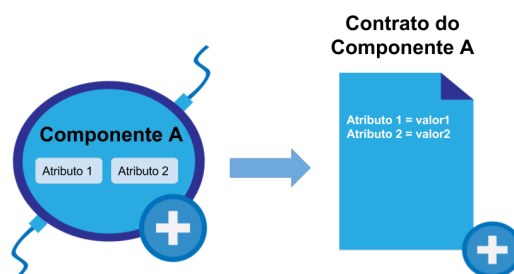 Contrato do
Componente A
Componente A
Atributo 1
Atributo 2
Atributo 1 = valor1
Atributo 2 = valor2